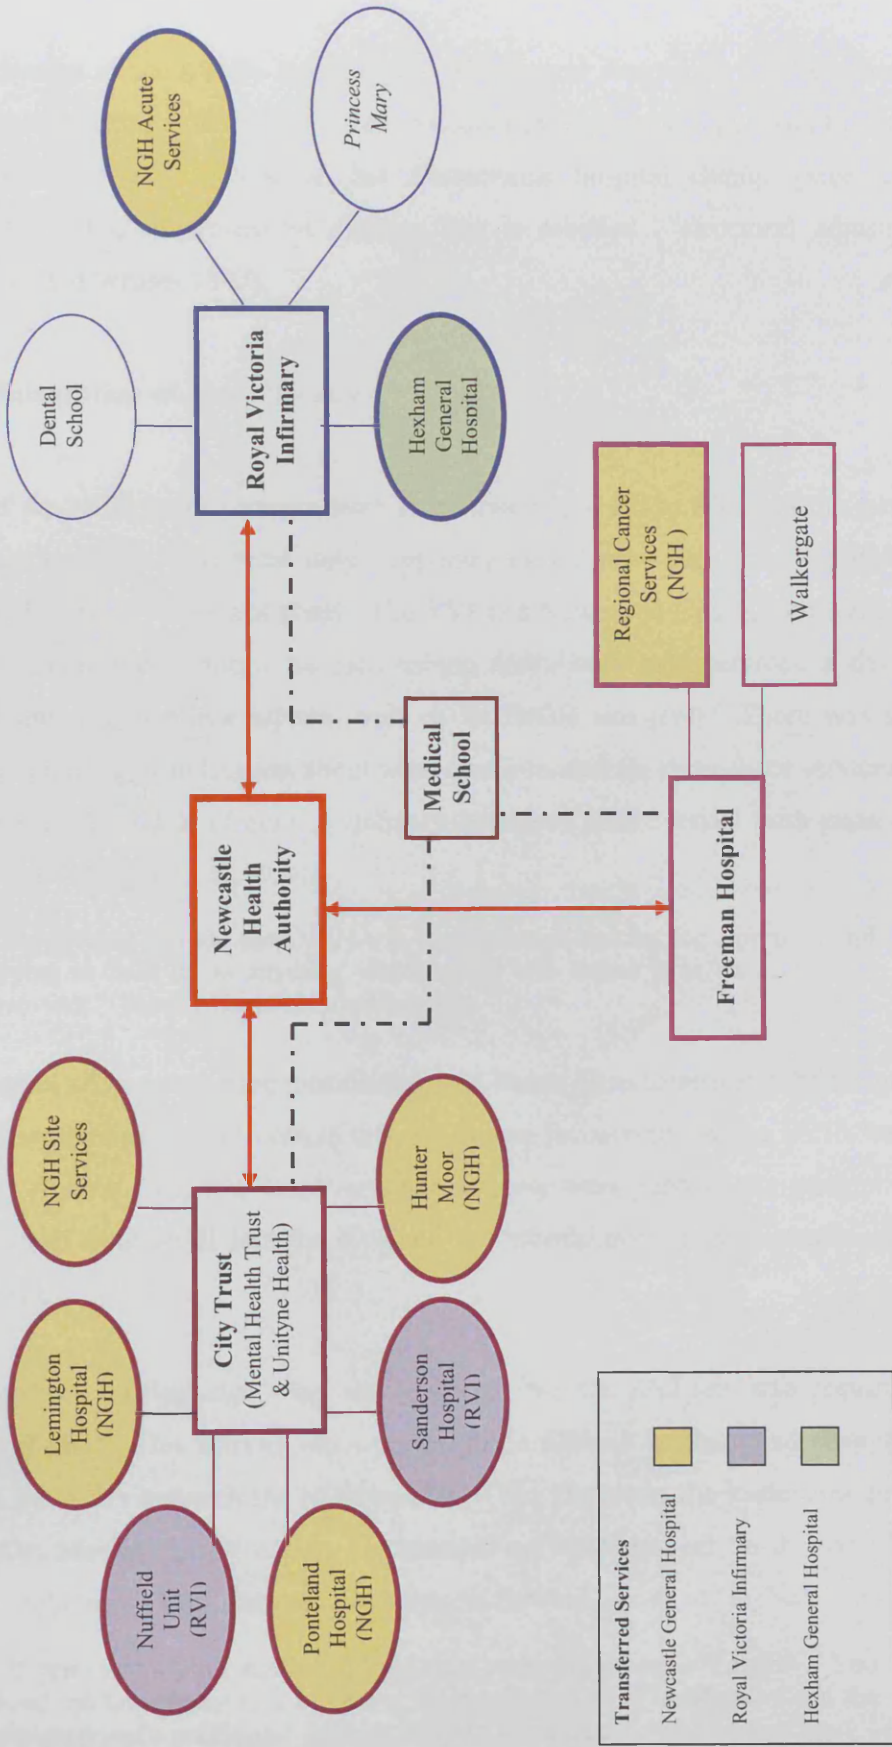 Nuffield
Unit
(RVI)
Lemington
Hospital
(NGH)
NGH Site
Services
Ponteland
Hospital
(NGH)
City Trust
(Mental Health Trust
& Unityne Health)
Sanderson
Hospital
(RVI)
Hunter
Moor
(NGH)
Newcastle
Health
Authority
Medical
School
Freeman Hospital
Regional Cancer
Services
(NGH )
Walkergate
Dental
School
Royal Victoria
Infirmary
NGH Acute
Services
Princess
Mary
Hexham
General
Hospital
Transferred Services
Newcastle General Hospital
Royal Victoria Infirmary
Hexham General Hospital